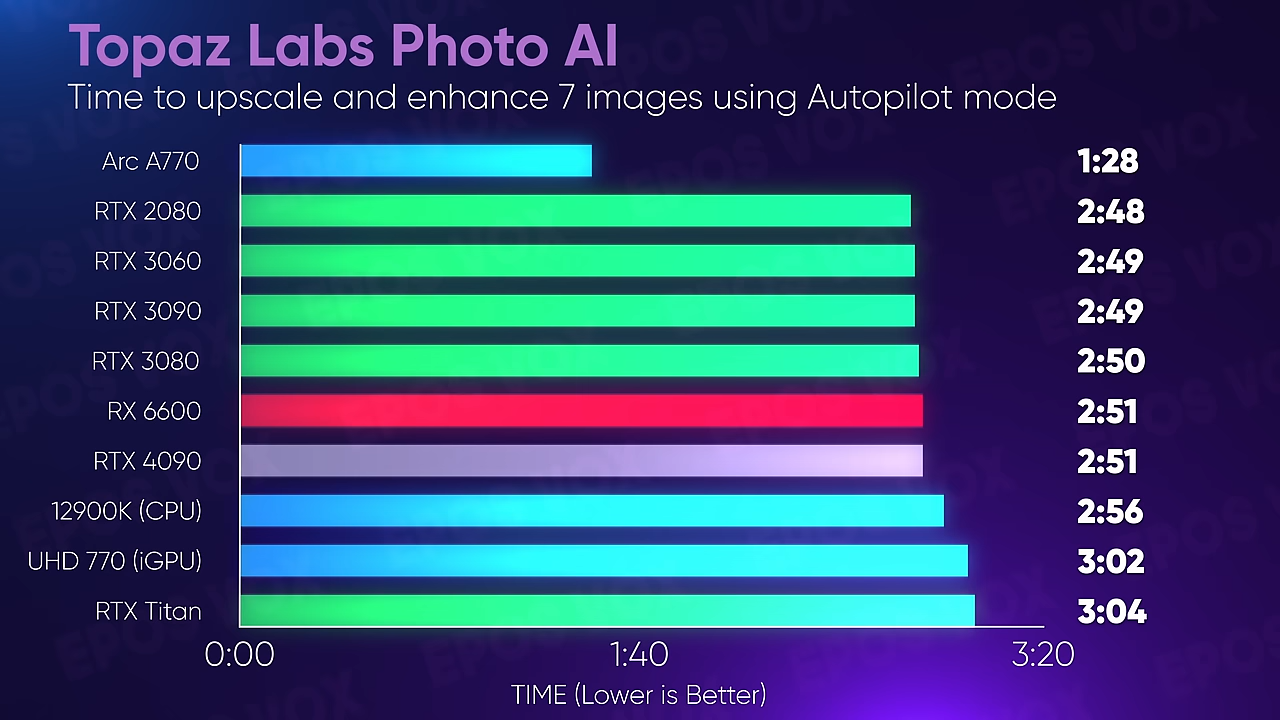 Topaz Labs Photo AI
Time to upscale and enhance 7 images using Autopilot mode
Arc A770 1:28
RTX 2080 2:48
RTX 3060 2:49
RTX 3090 2:49
RTX 3080 2:50
RX 6600 2:51
RTX 4090 2:51
12900K (CPU) 2:56
UHD 770 (iGPU) 3:02
RTX Titan 3:04
0:00 1:40 3:20
TIME (Lower is Better)
EPOS VOX